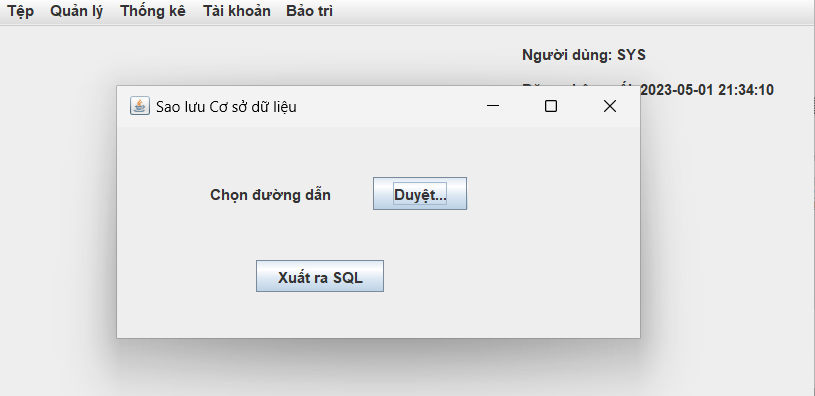 Tệp Quản lý Thống kê Tài khoản Bảo trì
Người dùng: SYS
2023-05-01 21:34:10
Sao lưu Cơ sở dữ liệu
Chọn đường dẫn Duyệt...
Xuất ra SQL